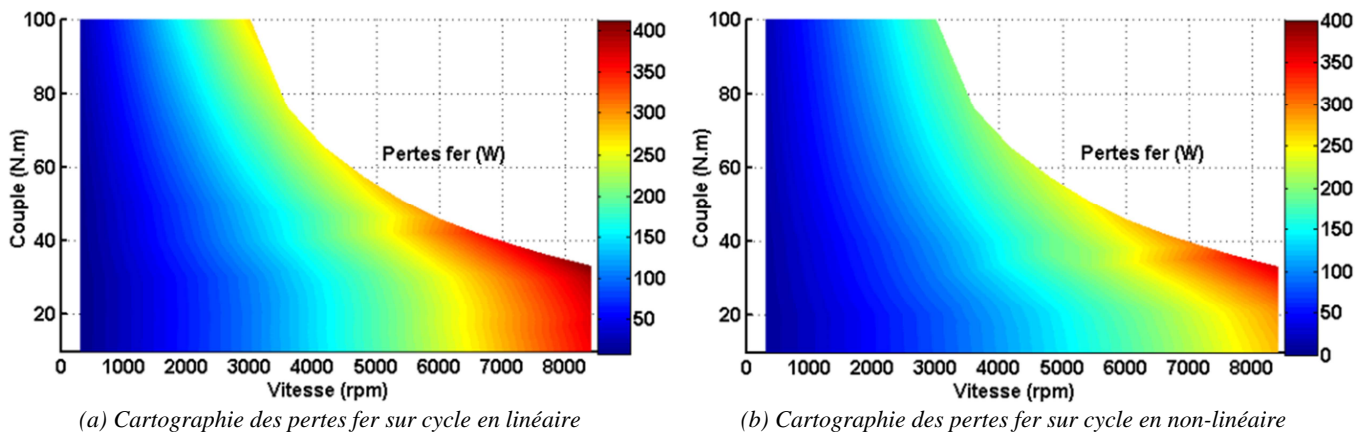 100
80
60
40
20
Couple (N.m)
0 1000 2000 3000 4000 5000 6000 7000 8000
Vitesse (rpm)
Pertes fer (W)
400
350
300
250
200
150
100
50
(a) Cartographie des pertes fer sur cycle en linéaire
100
80
60
40
20
Couple (N.m)
0 1000 2000 3000 4000 5000 6000 7000 8000
Vitesse (rpm)
Pertes fer (W)
400
350
300
250
200
150
100
50
0
(b) Cartographie des pertes fer sur cycle en non-linéaire